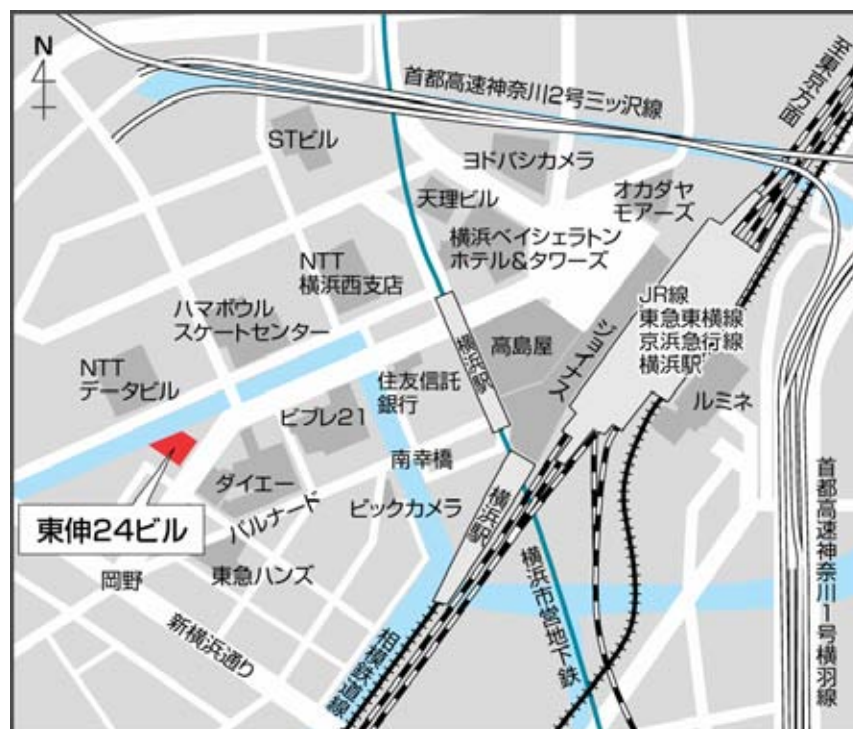 N
首都高速神奈川2号三ッ沢線
至東京方面
STビル
ヨドバシカメラ
天理ビル
オカダヤ
モアーズ
横浜ベイシェラトン
ホテル&タワーズ
NTT
横浜西支店
ハマボウル
スケートセンター
JR線
東急東横線
京浜急行線
横浜駅
ジョイナス
高島屋
横浜駅
NTT
データビル
住友信託
銀行
ルミネ
ビブレ21
南幸橋
ダイエー
ビックカメラ
横浜駅
首都高速神奈川1号横羽線
東伸24ビル
パルナード
岡野
東急ハンズ
横浜市営地下鉄
新横浜通り
相模鉄道線